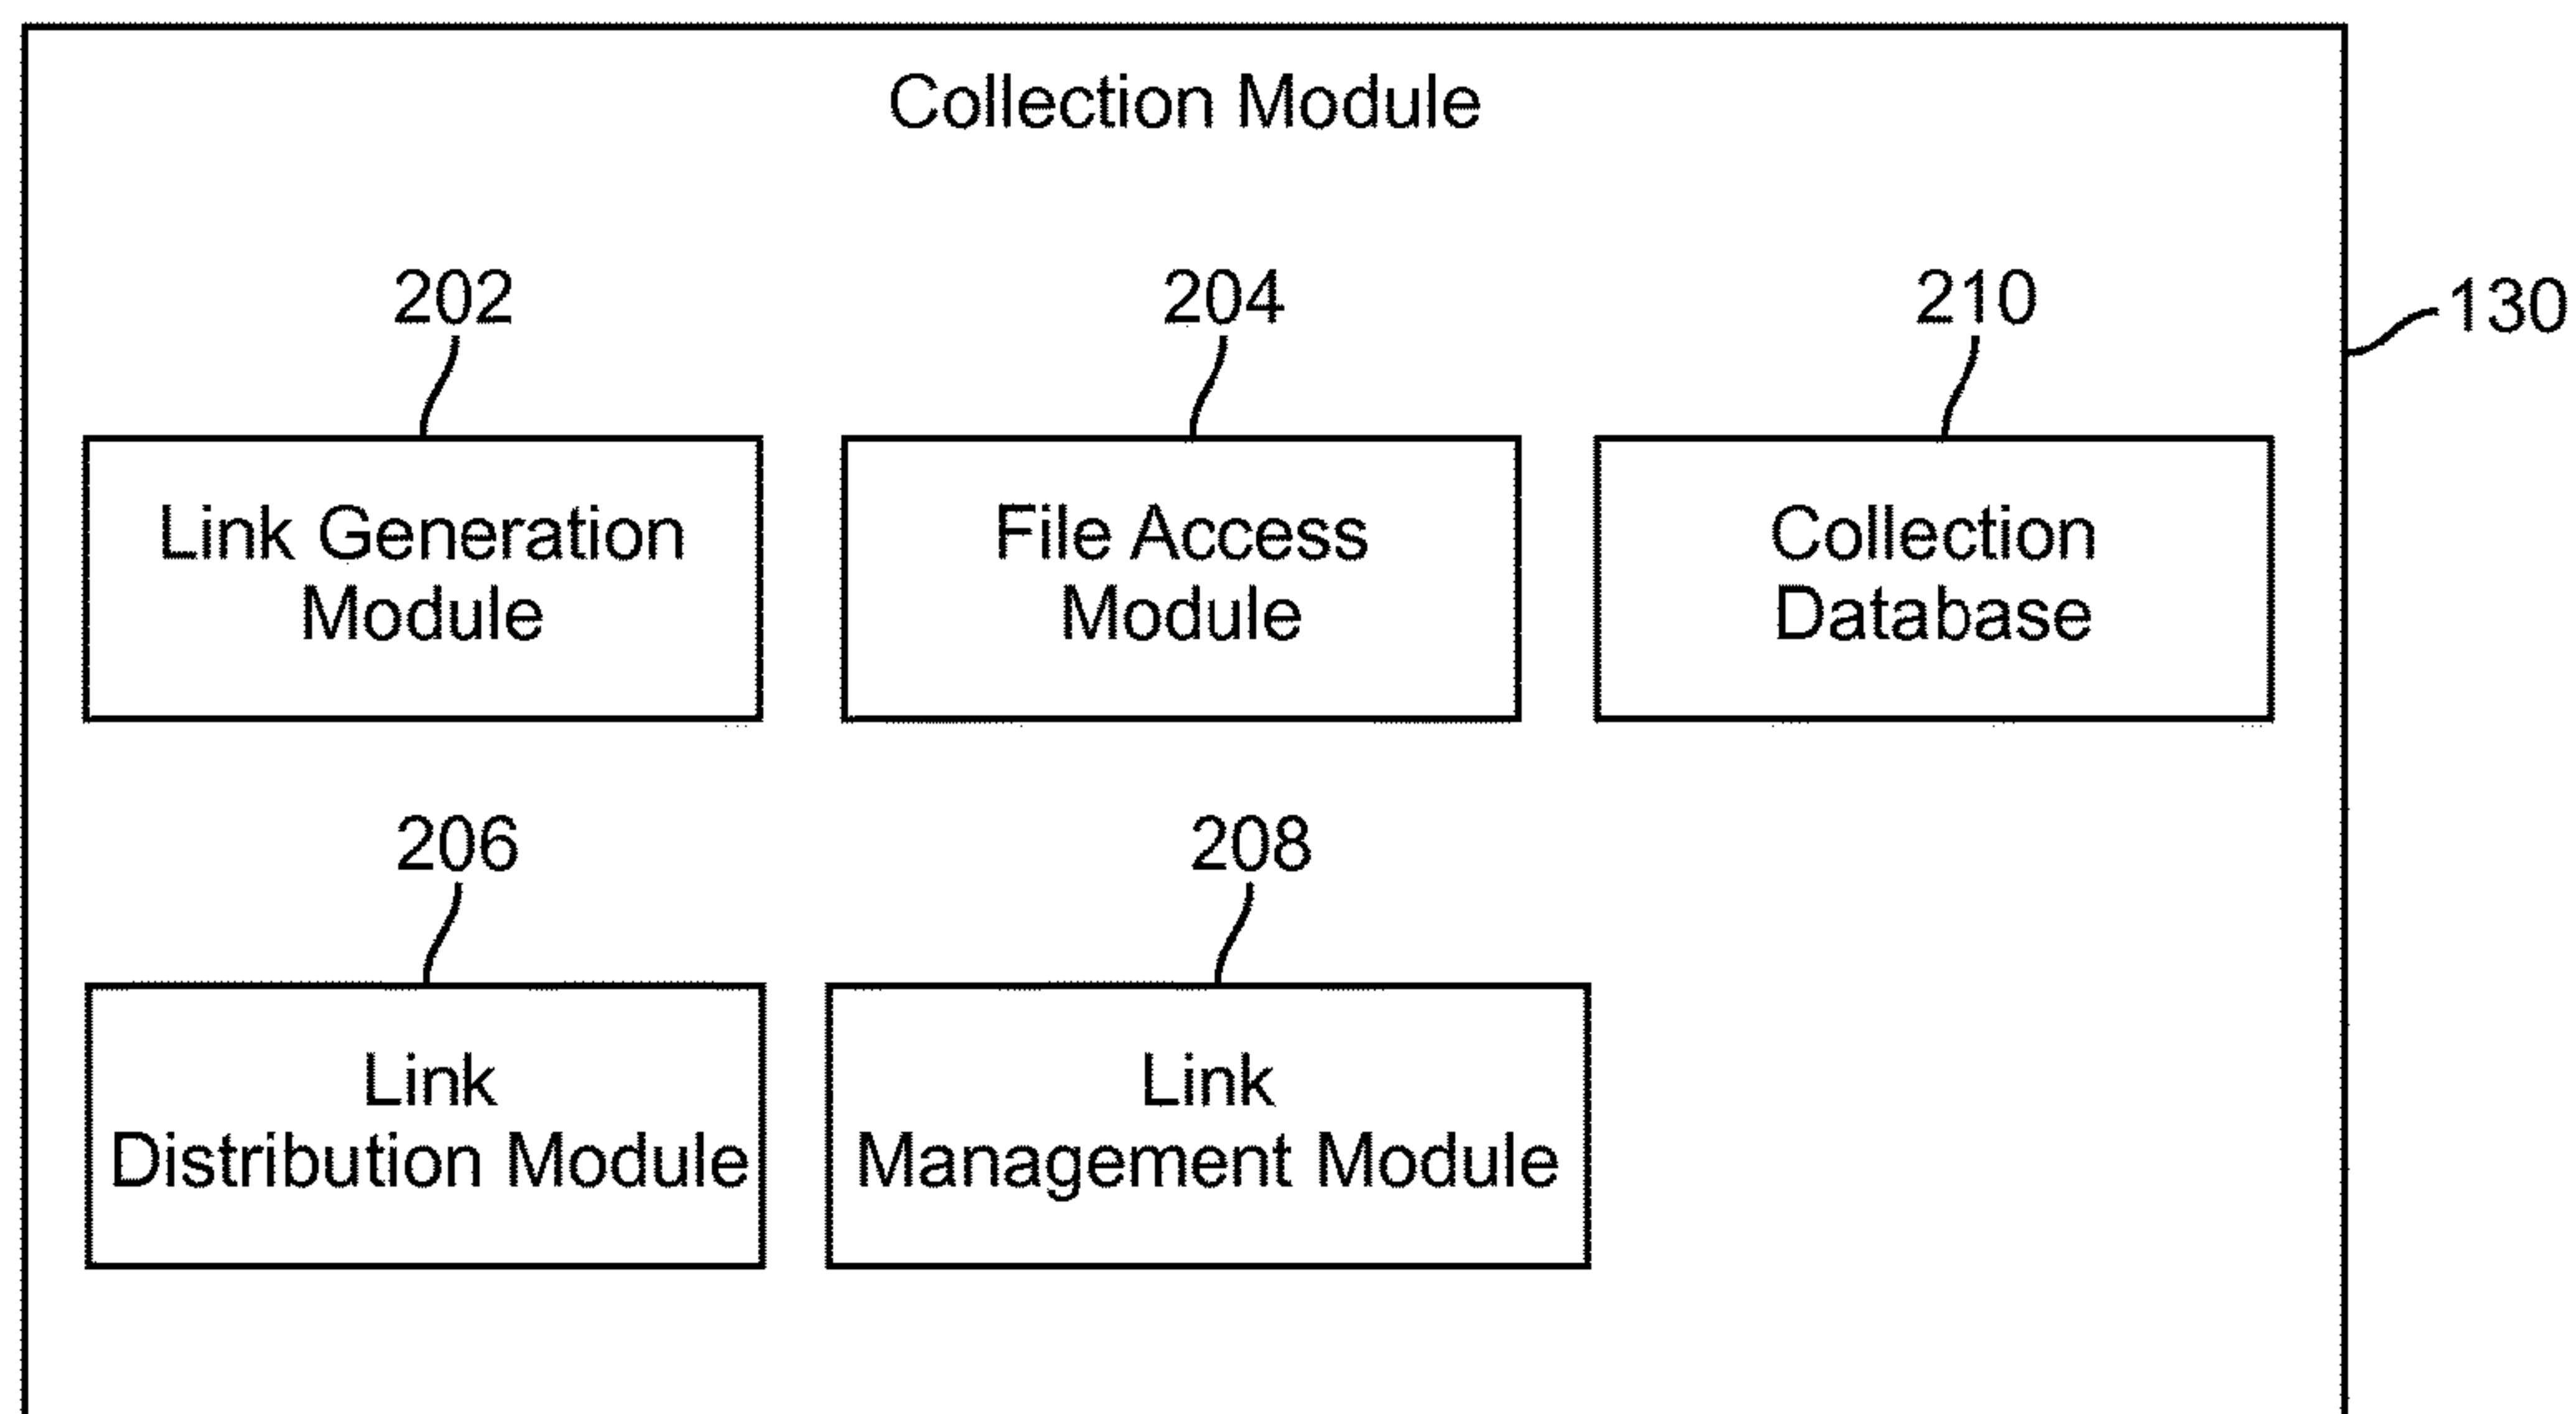 Collection Module
202
204
210
130
Link Generation
Module
File Access
Module
Collection
Database
206
208
Link
Distribution Module
Link
Management Module